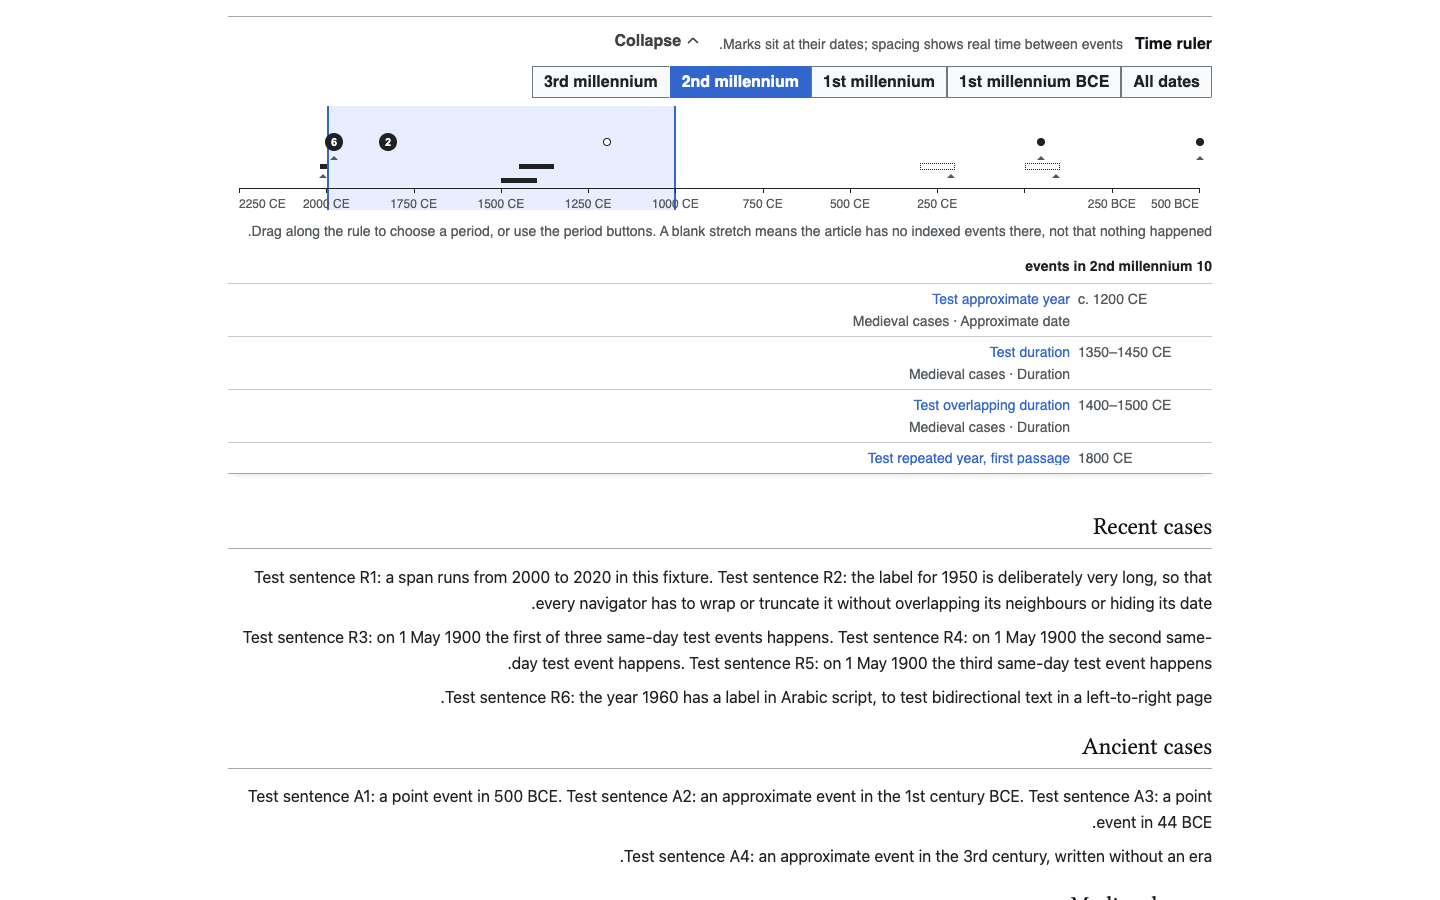 Collapse .Marks sit at their dates; spacing shows real time between events Time ruler
3rd millennium 2nd millennium 1st millennium 1st millennium BCE All dates
6 2
2250 CE 2000 CE 1750 CE 1500 CE 1250 CE 1000 CE 750 CE 500 CE 250 CE 250 BCE 500 BCE
.Drag along the rule to choose a period, or use the period buttons. A blank stretch means the article has no indexed events there, not that nothing happened
events in 2nd millennium 10
Test approximate year c. 1200 CE
Medieval cases · Approximate date
Test duration 1350–1450 CE
Medieval cases · Duration
Test overlapping duration 1400–1500 CE
Medieval cases · Duration
Test repeated year, first passage 1800 CE
Recent cases
Test sentence R1: a span runs from 2000 to 2020 in this fixture. Test sentence R2: the label for 1950 is deliberately very long, so that
.every navigator has to wrap or truncate it without overlapping its neighbours or hiding its date
Test sentence R3: on 1 May 1900 the first of three same-day test events happens. Test sentence R4: on 1 May 1900 the second same-
.day test event happens. Test sentence R5: on 1 May 1900 the third same-day test event happens
.Test sentence R6: the year 1960 has a label in Arabic script, to test bidirectional text in a left-to-right page
Ancient cases
Test sentence A1: a point event in 500 BCE. Test sentence A2: an approximate event in the 1st century BCE. Test sentence A3: a point
.event in 44 BCE
.Test sentence A4: an approximate event in the 3rd century, written without an era